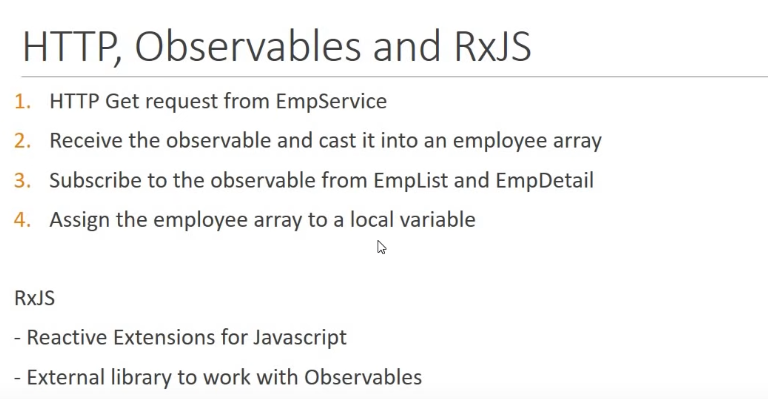 HTTP, Observables and RxJS
1. HTTP Get request from EmpService
2. Receive the observable and cast it into an employee array
3. Subscribe to the observable from EmpList and EmpDetail
4. Assign the employee array to a local variable
RxJS
- Reactive Extensions for Javascript
- External library to work with Observables